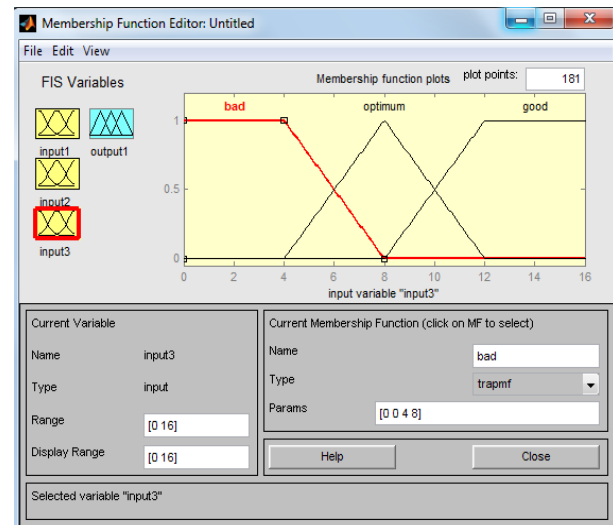 Membership Function Editor: Untitled
File Edit View
FIS Variables
input1 output1
input2
input3
Membership function plots plot points: 181
bad optimum good
1
0.5
0
0 2 4 6 8 10 12 14 16
input variable "input3"
Current Variable
Name input3
Type input
Range [0 16]
Display Range [0 16]
Current Membership Function (click on MF to select)
Name bad
Type trapmf
Params [0 0 4 8]
Help Close
Selected variable "input3"